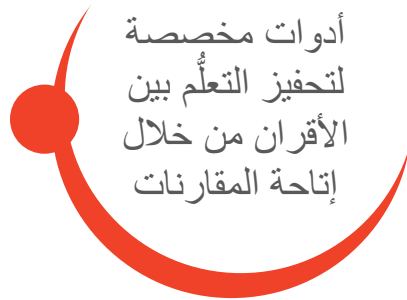 أدوات مخصصة
لتحفيز التعلُّم بين
الأقران من خلال
إتاحة المقارنات